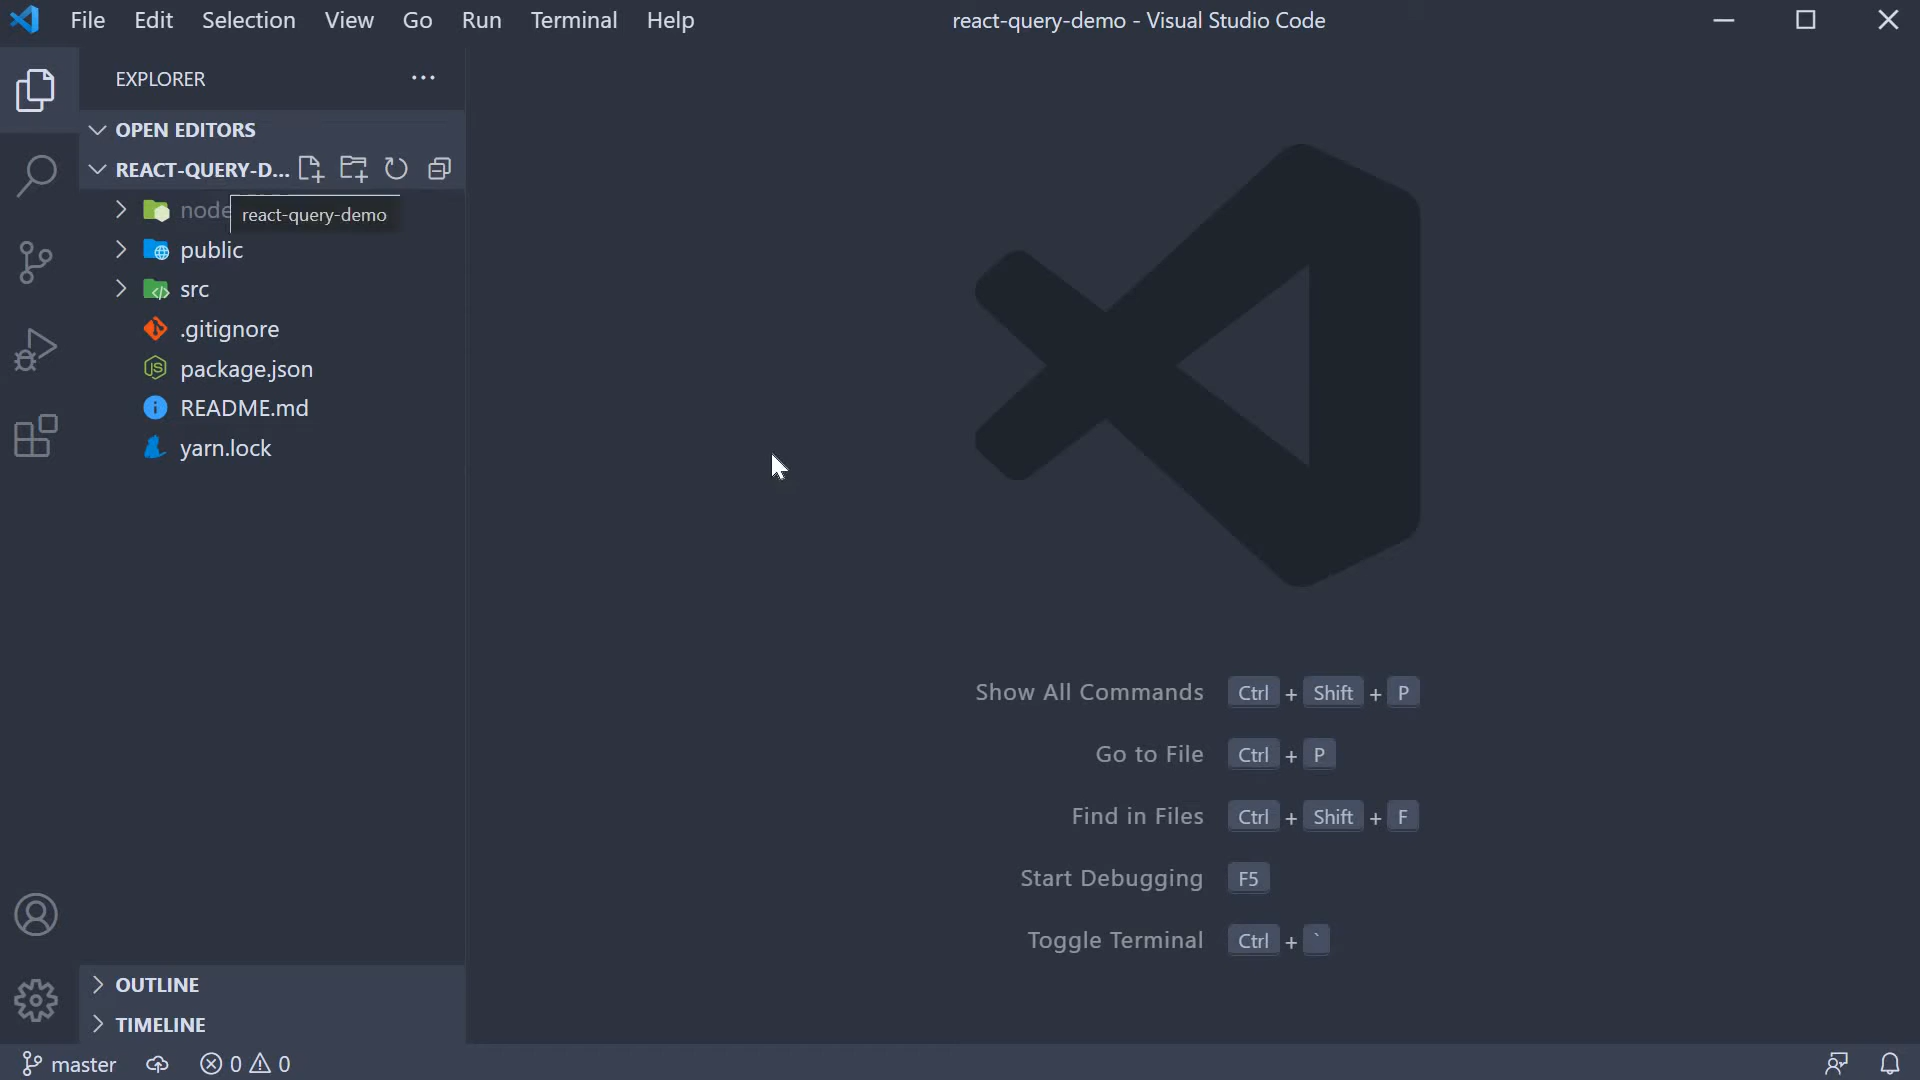 File Edit Selection View Go Run Terminal Help
react-query-demo - Visual Studio Code
EXPLORER
OPEN EDITORS
REACT-QUERY-D...
node
react-query-demo
public
src
.gitignore
package.json
README.md
yarn.lock
Show All Commands Ctrl + Shift + P
Go to File Ctrl + P
Find in Files Ctrl + Shift + F
Start Debugging F5
Toggle Terminal Ctrl + `
OUTLINE
TIMELINE
master 0 0